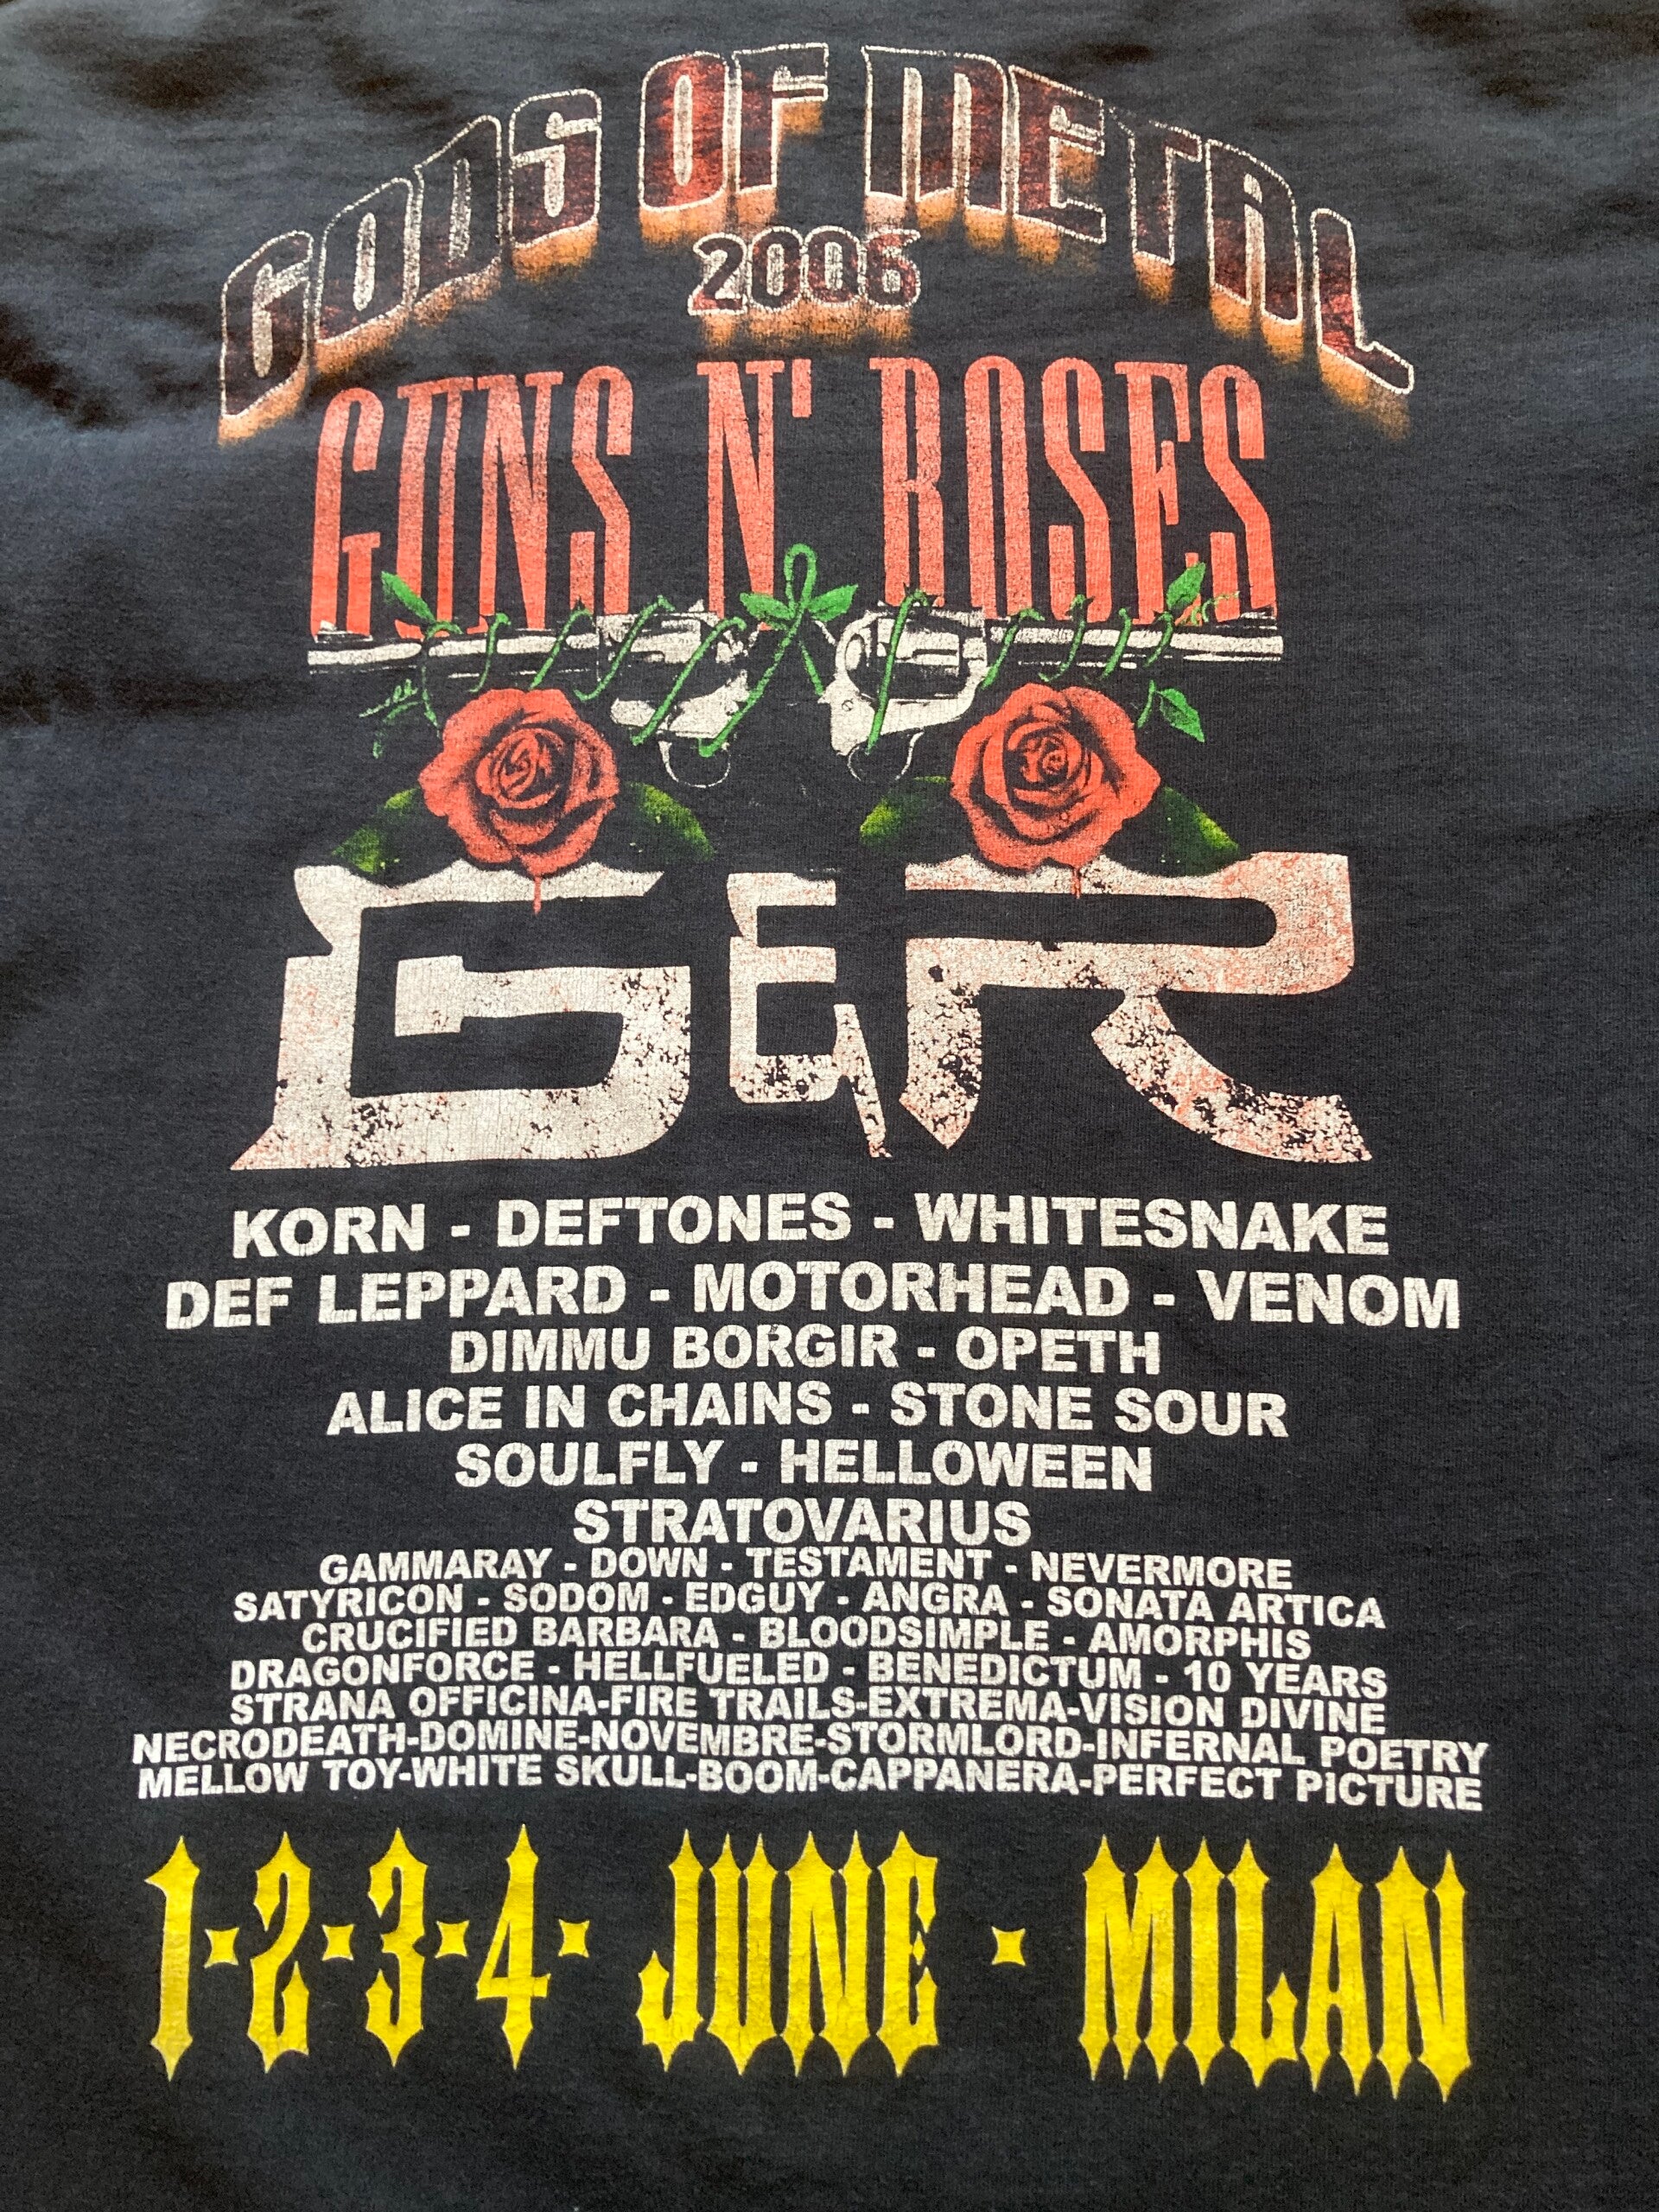 GODS OF METAL
2006
GUNS N' ROSES
G&R
KORN - DEFTONES - WHITESNAKE
DEF LEPPARD - MOTORHEAD - VENOM
DIMMU BORGIR - OPETH
ALICE IN CHAINS - STONE SOUR
SOULFLY - HELLOWEEN
STRATOVARIUS
GAMMARAY - DOWN - TESTAMENT - NEVERMORE
SATYRICON - SODOM - EDGUY - ANGRA - SONATA ARTICA
CRUCIFIED BARBARA - BLOODSIMPLE - AMORPHIS
DRAGONFORCE - HELLFUELED - BENEDICTUM - 10 YEARS
STRANA OFFICINA-FIRE TRAILS-EXTREMA-VISION DIVINE
NECRODEATH-DOMINE-NOVEMBRE-STORMLORD-INFERNAL POETRY
MELLOW TOY-WHITE SKULL-BOOM-CAPPANERA-PERFECT PICTURE
1·2·3·4· JUNE · MILAN